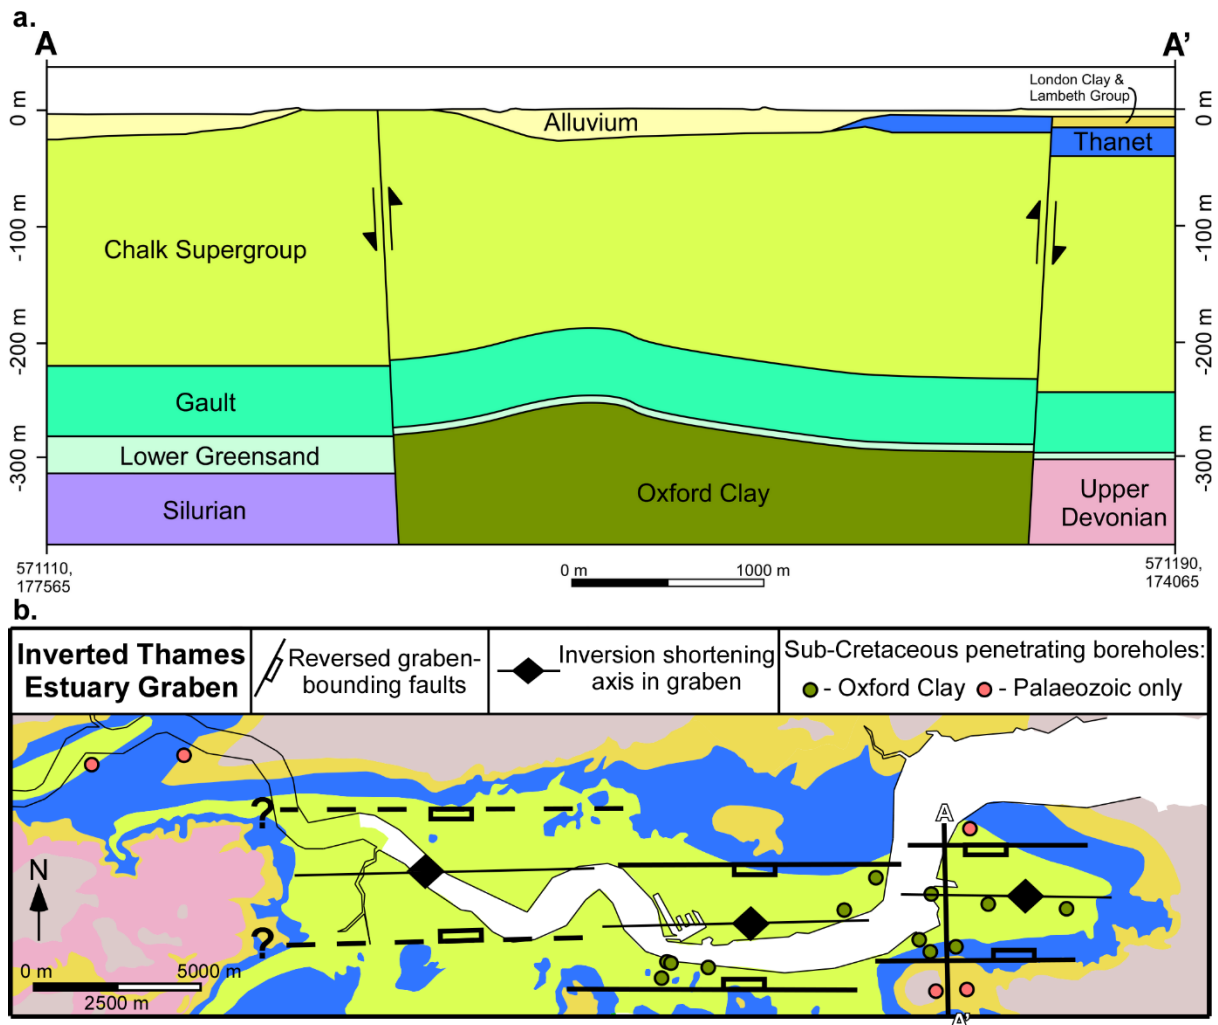 a.
A
A'
London Clay &
Lambeth Group
0 m
0 m
Alluvium
Thanet
-100 m
-100 m
Chalk Supergroup
-200 m
-200 m
Gault
Lower Greensand
-300 m
-300 m
Oxford Clay
Silurian
Upper
Devonian
571110,
177565
0 m
1000 m
571190,
174065
b.
Inverted Thames
Estuary Graben
Reversed graben-
bounding faults
Inversion shortening
axis in graben
Sub-Cretaceous penetrating boreholes:
- Oxford Clay
- Palaeozoic only
?
A
N
?
0 m
5000 m
2500 m
A'